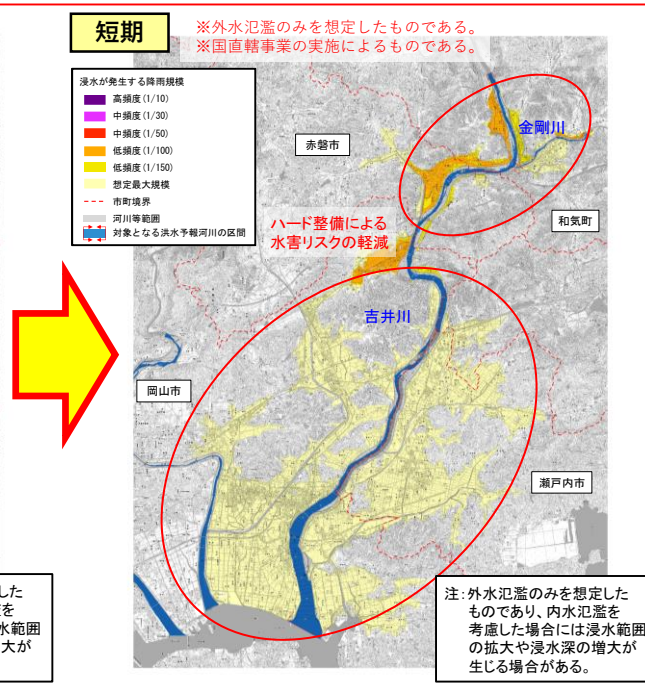 短期
※外水氾濫のみを想定したものである。
※国直轄事業の実施によるものである。
浸水が発生する降雨規模
高頻度(1/10)
中頻度(1/30)
中頻度(1/50)
低頻度(1/100)
低頻度(1/150)
想定最大規模
市町境界
河川等範囲
対象となる洪水予報河川の区間
赤磐市
金剛川
和気町
ハード整備による
水害リスクの軽減
吉井川
岡山市
瀬戸内市
した
を
水範囲
大が
注:外水氾濫のみを想定した
ものであり、内水氾濫を
考慮した場合には浸水範囲
の拡大や浸水深の増大が
生じる場合がある。